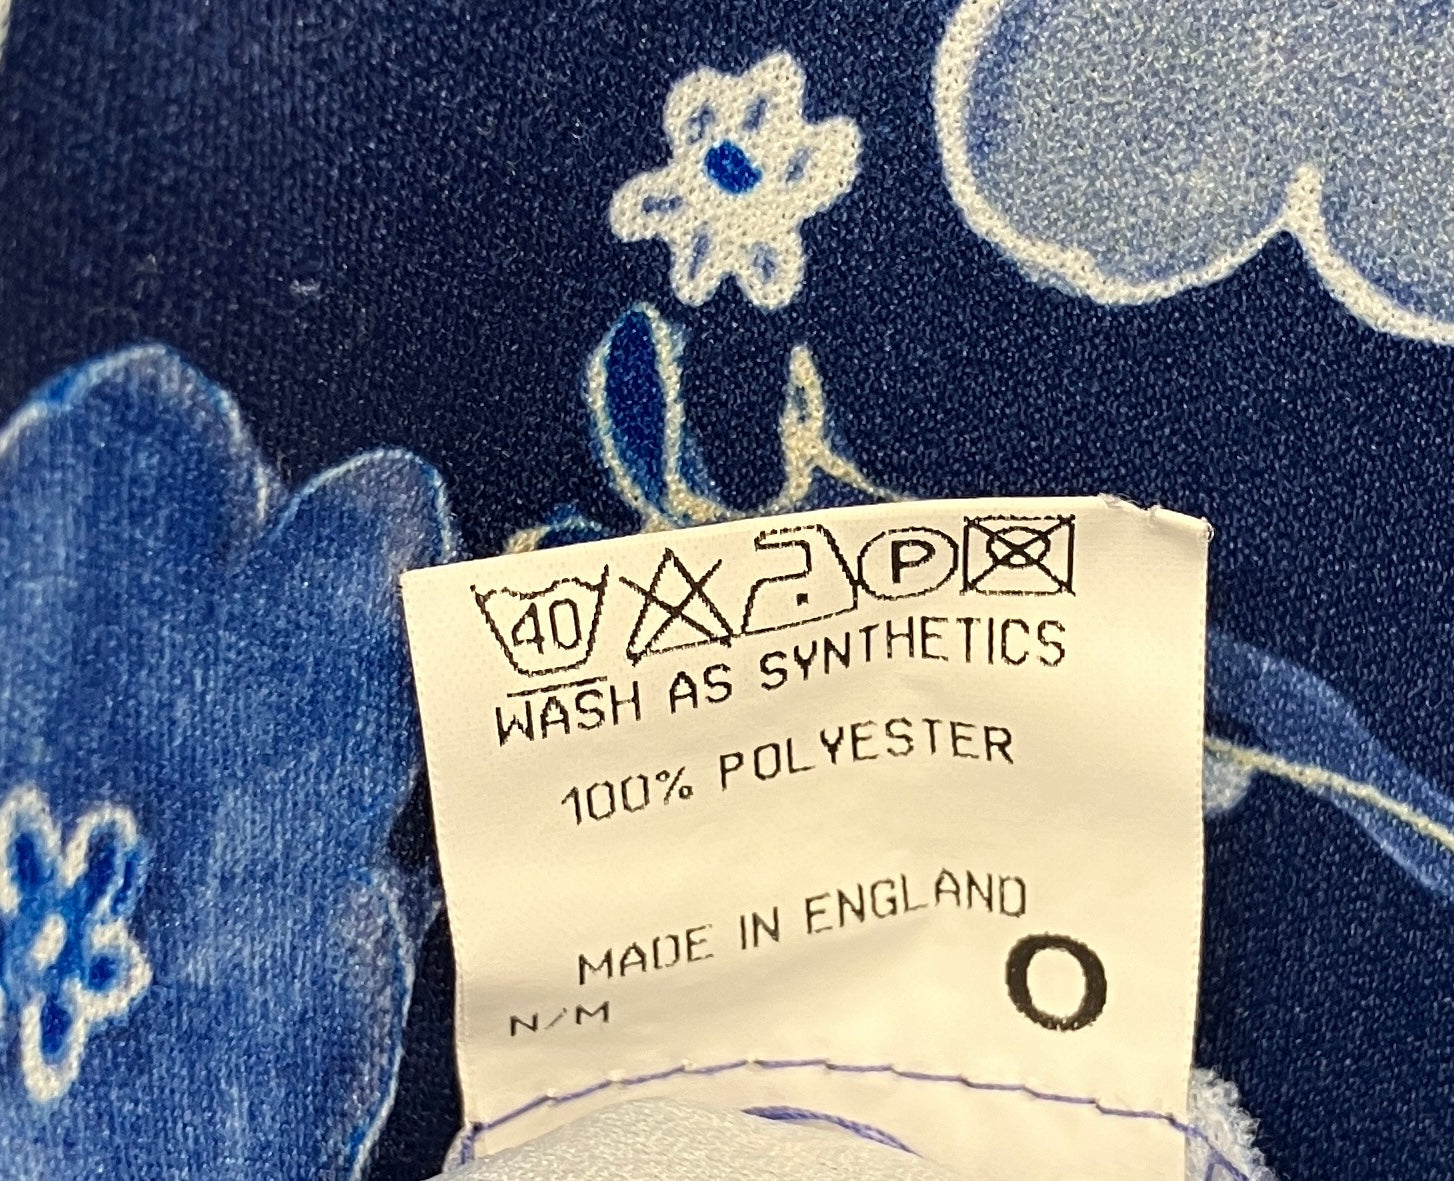 40 P
WASH AS SYNTHETICS
100% POLYESTER
MADE IN ENGLAND
N/M
O